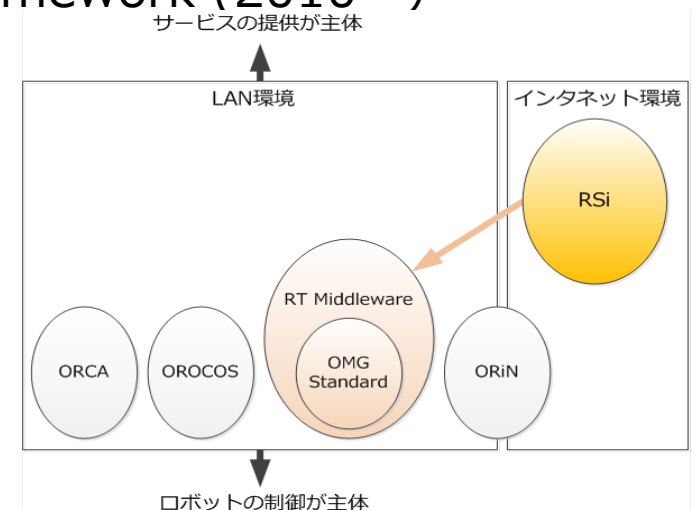 サービスの提供が主体
LAN環境
インタネット環境
RSi
RT Middleware
ORCA
OROCOS
OMG
Standard
ORiN
ロボットの制御が主体